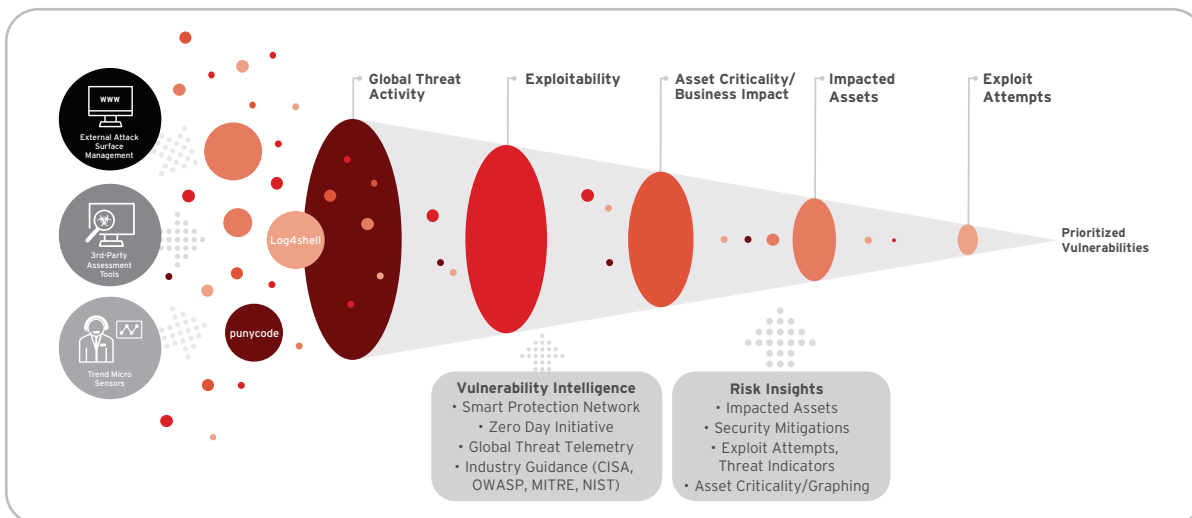 www
External Attack
Surface
Management
3rd-Party
Assessment
Tools
Trend Micro
Sensors
Log4shell
punycode
Global Threat
Activity
Exploitability
Asset Criticality/
Business Impact
Impacted
Assets
Exploit
Attempts
Prioritized
Vulnerabilities
Vulnerability Intelligence
• Smart Protection Network
• Zero Day Initiative
• Global Threat Telemetry
• Industry Guidance (CISA,
OWASP, MITRE, NIST)
Risk Insights
• Impacted Assets
• Security Mitigations
• Exploit Attempts,
Threat Indicators
• Asset Criticality/Graphing